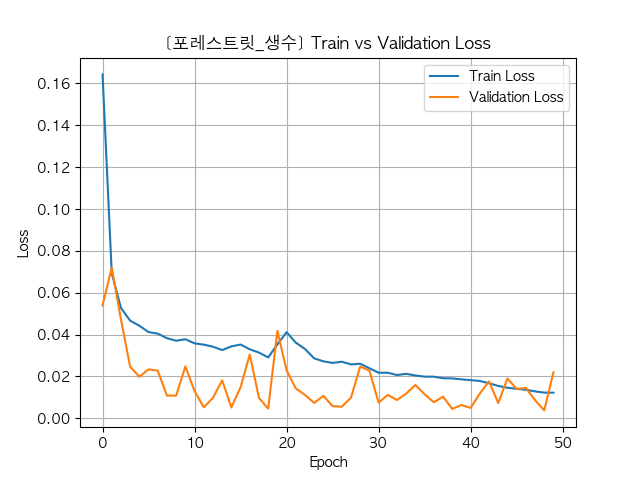 [포레스트릿_생수] Train vs Validation Loss
Train Loss
Validation Loss
0.16
0.14
0.12
0.10
0.08
0.06
0.04
0.02
0.00
Loss
0 10 20 30 40 50
Epoch